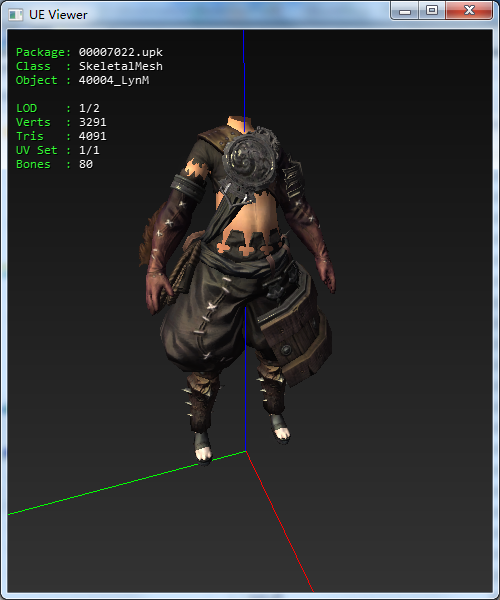 UE Viewer
Package: 00007022.upk
Class : SkeletalMesh
Object : 40004_LynM
LOD : 1/2
Verts : 3291
Tris : 4091
UV Set : 1/1
Bones : 80